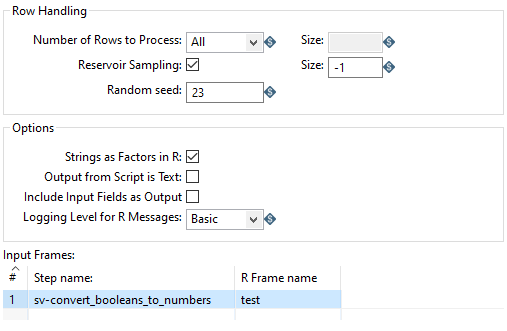 Row Handling
Number of Rows to Process: All Size:
Reservoir Sampling: Size: -1
Random seed: 23
Options
Strings as Factors in R:
Output from Script is Text:
Include Input Fields as Output
Logging Level for R Messages: Basic
Input Frames:
# Step name: R Frame name
1 sv-convert_booleans_to_numbers test